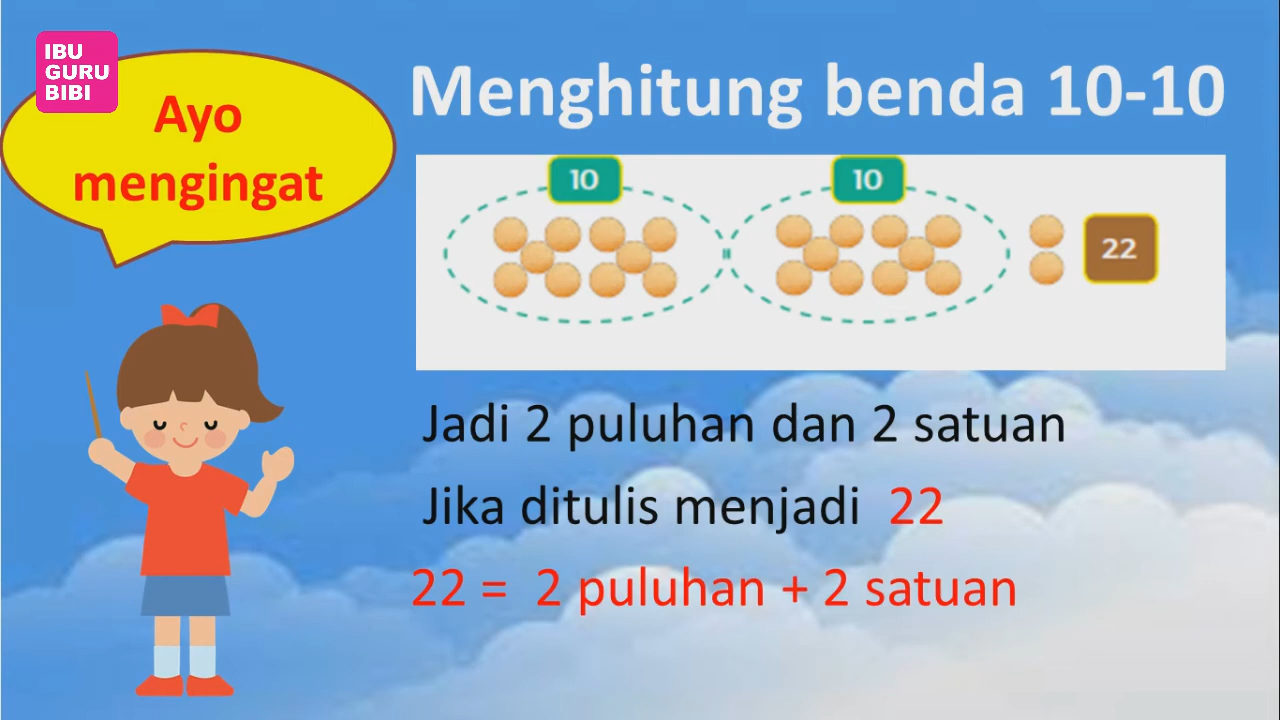 IBU
GURU
BIBI
Ayo
mengingat
Menghitung benda 10-10
10
10
22
Jadi 2 puluhan dan 2 satuan
Jika ditulis menjadi 22
22 = 2 puluhan + 2 satuan